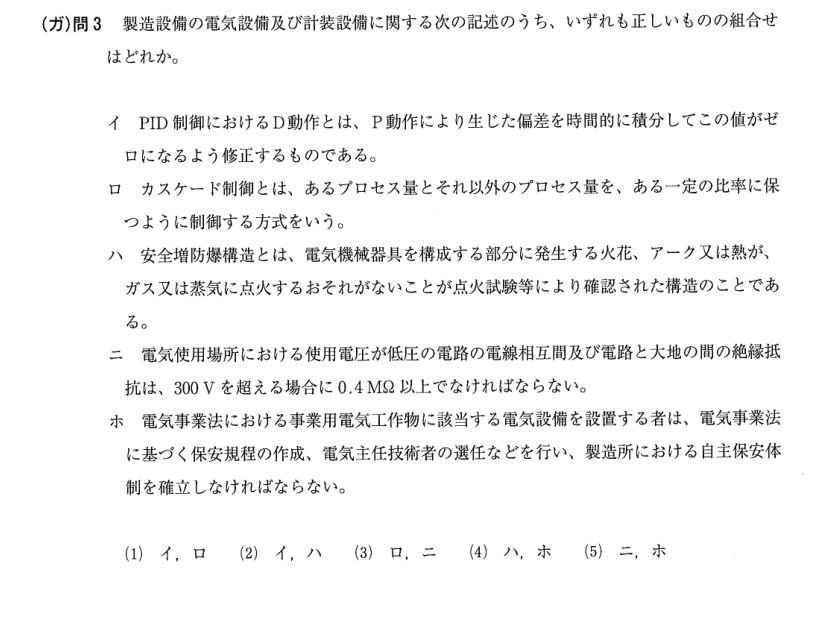 (ガ)問3　製造設備の電気設備及び計装設備に関する次の記述のうち、いずれも正しいものの組合せ
はどれか。
イ　PID 制御におけるD動作とは、P動作により生じた偏差を時間的に積分してこの値がゼ
ロになるよう修正するものである。
ロ　カスケード制御とは、あるプロセス量とそれ以外のプロセス量を、ある一定の比率に保
つように制御する方式をいう。
ハ　安全増防爆構造とは、電気機械器具を構成する部分に発生する火花、アーク又は熱が、
ガス又は蒸気に点火するおそれがないことが点火試験等により確認された構造のことであ
る。
ニ　電気使用場所における使用電圧が低圧の電路の電線相互間及び電路と大地の間の絶縁抵
抗は、300 V を超える場合に 0.4 MΩ 以上でなければならない。
ホ　電気事業法における事業用電気工作物に該当する電気設備を設置する者は、電気事業法
に基づく保安規程の作成、電気主任技術者の選任などを行い、製造所における自主保安体
制を確立しなければならない。
(1)　イ，ロ　(2)　イ，ハ　(3)　ロ，ニ　(4)　ハ，ホ　(5)　ニ，ホ